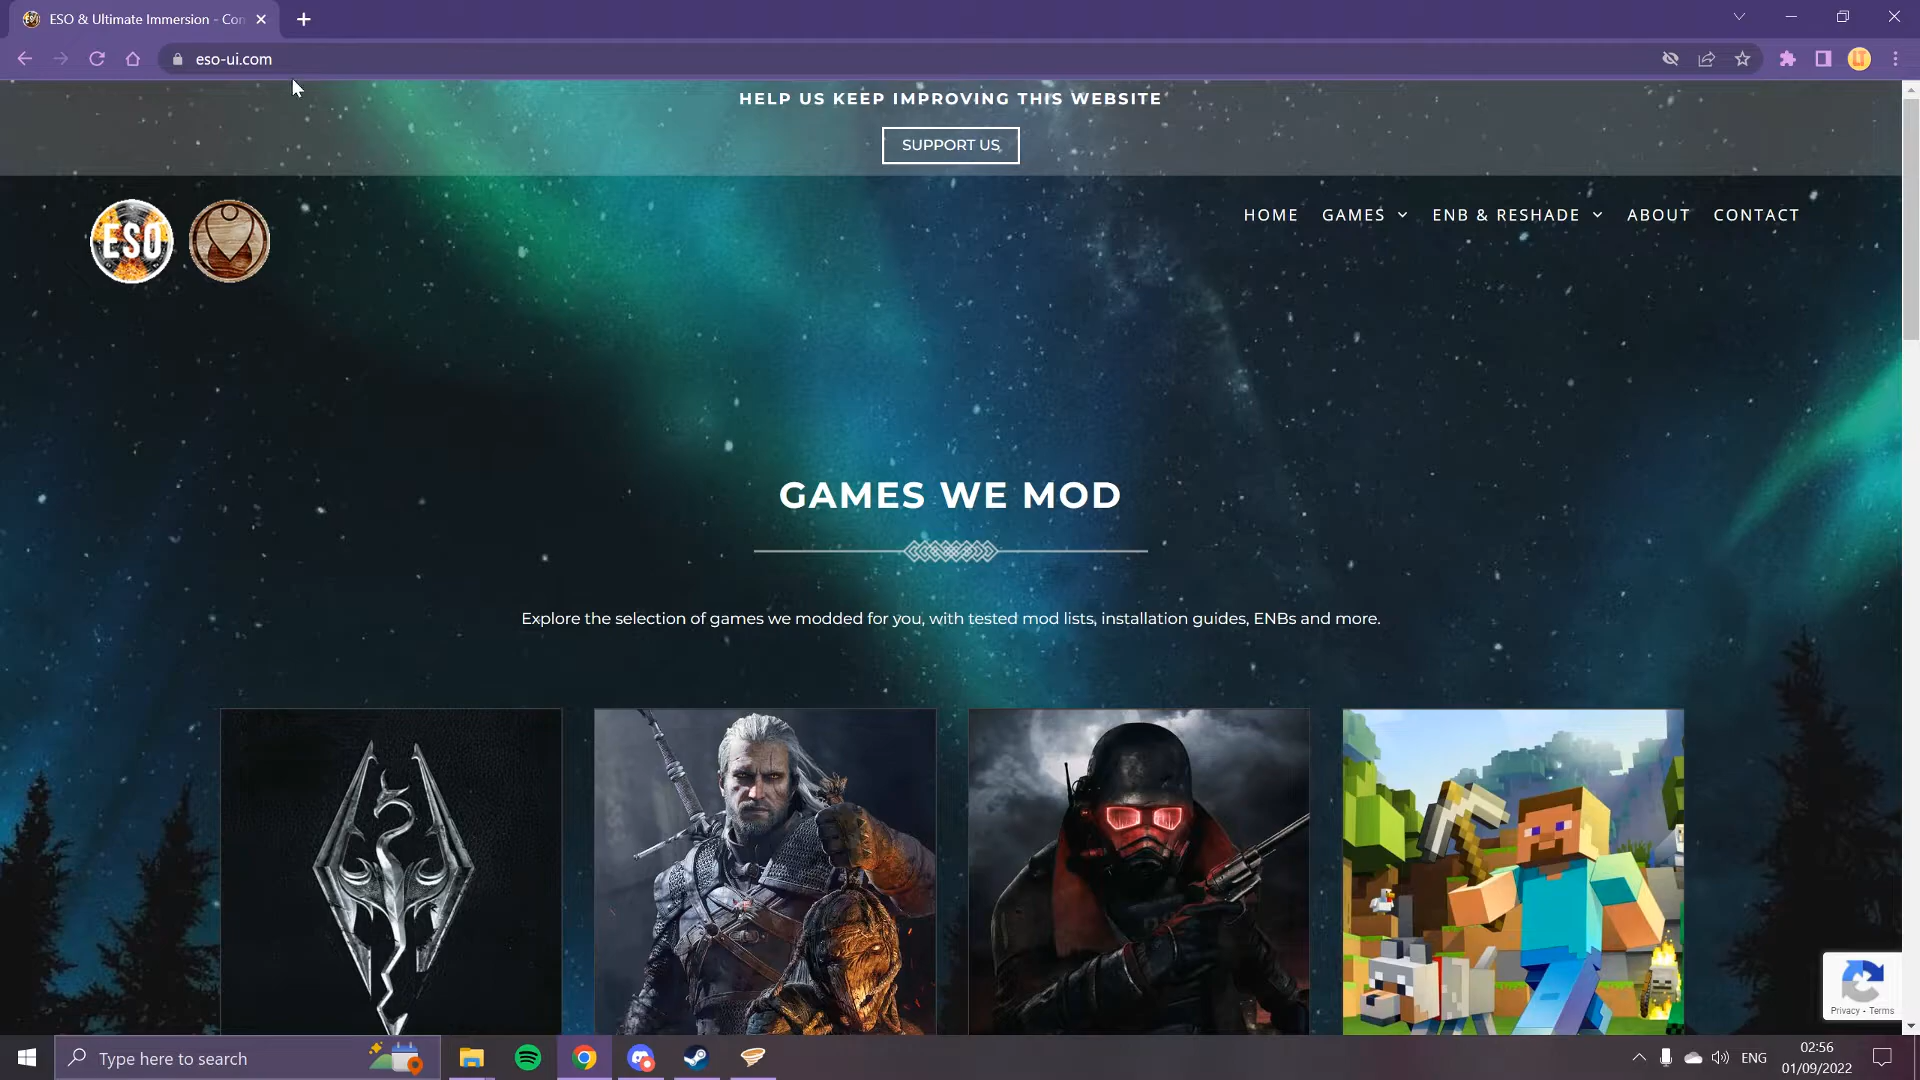 ESO & Ultimate Immersion - Con
eso-ui.com
HELP US KEEP IMPROVING THIS WEBSITE
SUPPORT US
ESO
HOME GAMES ENB & RESHADE ABOUT CONTACT
GAMES WE MOD
Explore the selection of games we modded for you, with tested mod lists, installation guides, ENBs and more.
Privacy - Terms
Type here to search
ENG
02:56
01/09/2022